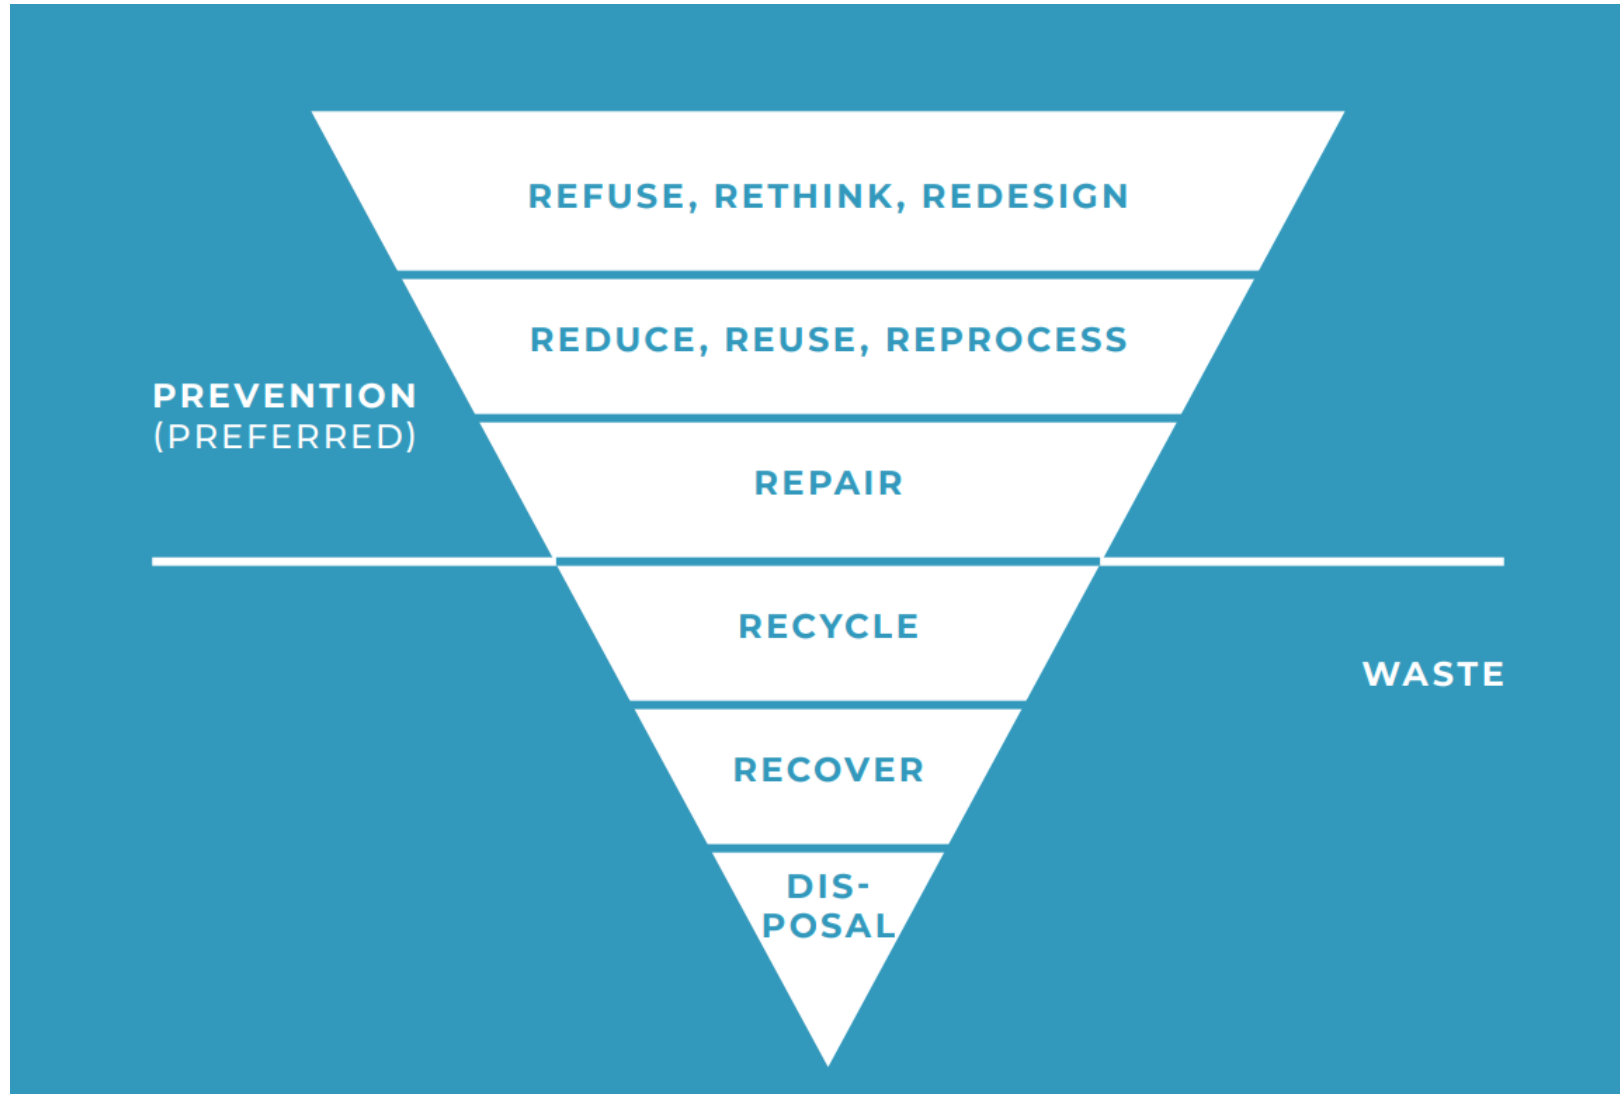 REFUSE, RETHINK, REDESIGN
REDUCE, REUSE, REPROCESS
PREVENTION
(PREFERRED)
REPAIR
RECYCLE
WASTE
RECOVER
DIS-
POSAL